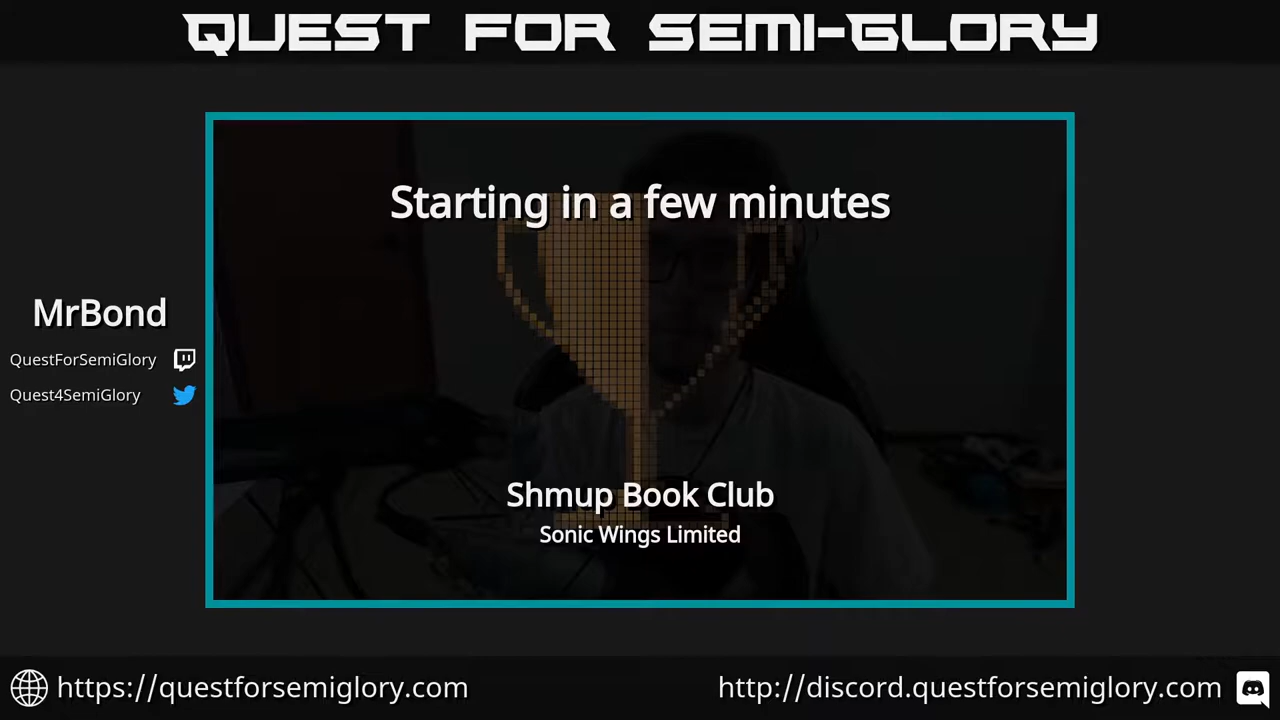 QUEST FOR SEMI-GLORY
Starting in a few minutes
MrBond
QuestForSemiGlory
Quest4SemiGlory
Shmup Book Club
Sonic Wings Limited
https://questforsemiglory.com
http://discord.questforsemiglory.com